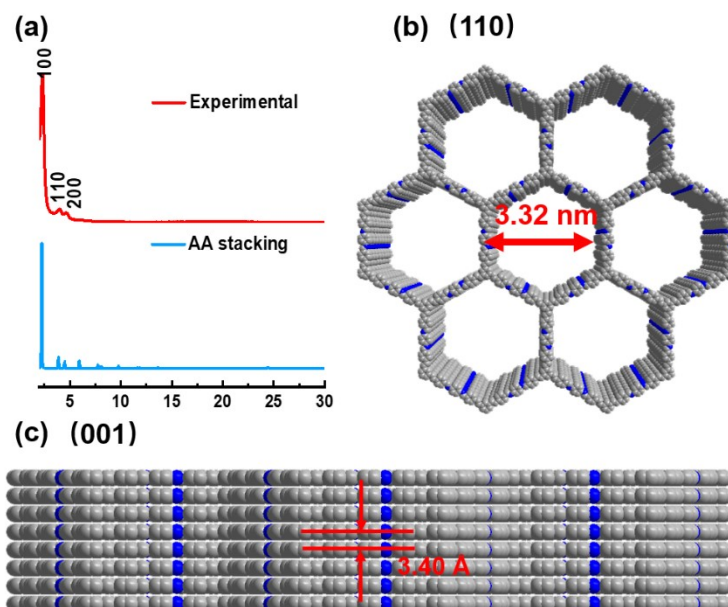 (a)
100
110
200
Experimental
AA stacking
5
10
15
20
25
30
(b) (110)
3.32 nm
(c) (001)
3.40 Å